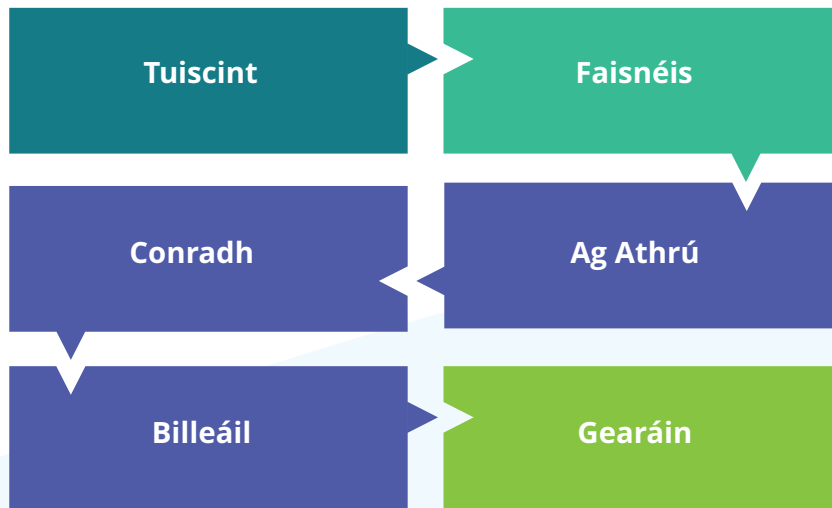 Tuiscint
Faisnéis
Ag Athrú
Conradh
Billeáil
Gearáin